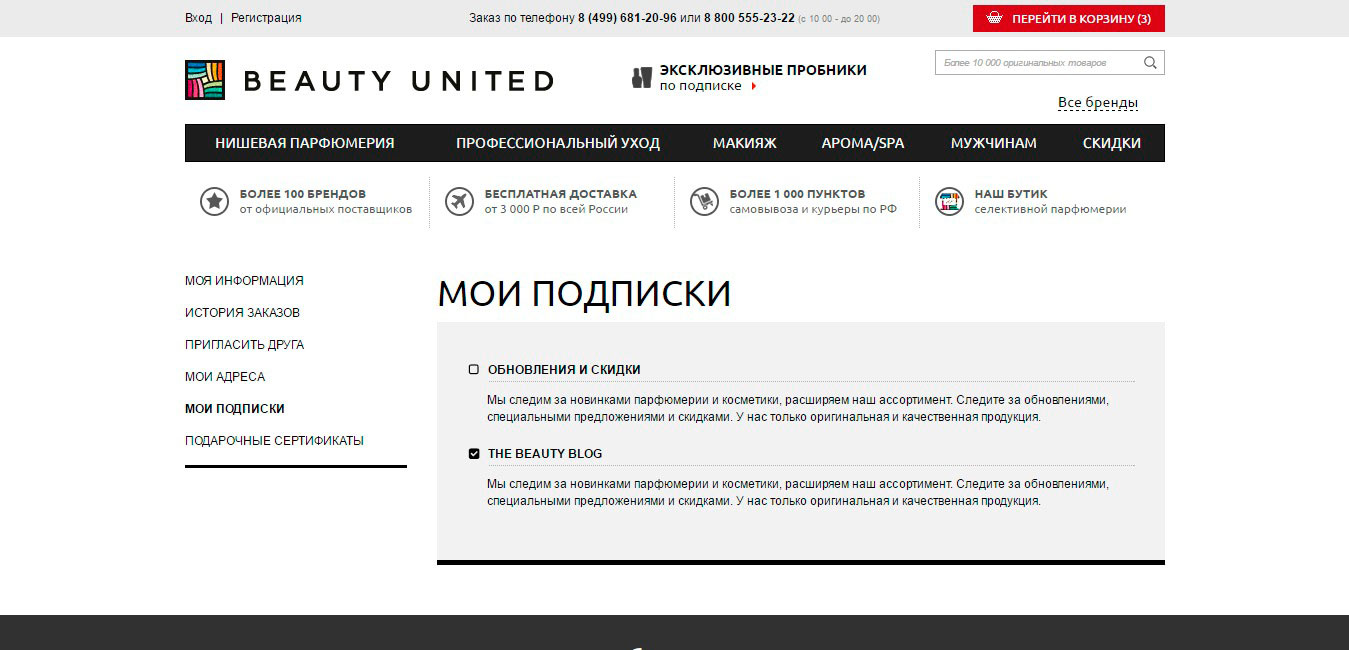 Вход | Регистрация
Заказ по телефону 8 (499) 681-20-96 или 8 800 555-23-22 (с 10 00 - до 20 00)
ПЕРЕЙТИ В КОРЗИНУ (3)
BEAUTY UNITED
ЭКСКЛЮЗИВНЫЕ ПРОБНИКИ
по подписке
Более 10 000 оригинальных товаров
Все бренды
НИШЕВАЯ ПАРФЮМЕРИЯ
ПРОФЕССИОНАЛЬНЫЙ УХОД
МАКИЯЖ
АРОМА/SPA
МУЖЧИНАМ
СКИДКИ
БОЛЕЕ 100 БРЕНДОВ
от официальных поставщиков
БЕСПЛАТНАЯ ДОСТАВКА
от 3 000 Р по всей России
БОЛЕЕ 1 000 ПУНКТОВ
самовывоза и курьеры по РФ
НАШ БУТИК
селективной парфюмерии
МОЯ ИНФОРМАЦИЯ
ИСТОРИЯ ЗАКАЗОВ
ПРИГЛАСИТЬ ДРУГА
МОИ АДРЕСА
МОИ ПОДПИСКИ
ПОДАРОЧНЫЕ СЕРТИФИКАТЫ
МОИ ПОДПИСКИ
ОБНОВЛЕНИЯ И СКИДКИ
Мы следим за новинками парфюмерии и косметики, расширяем наш ассортимент. Следите за обновлениями,
специальными предложениями и скидками. У нас только оригинальная и качественная продукция.
THE BEAUTY BLOG
Мы следим за новинками парфюмерии и косметики, расширяем наш ассортимент. Следите за обновлениями,
специальными предложениями и скидками. У нас только оригинальная и качественная продукция.